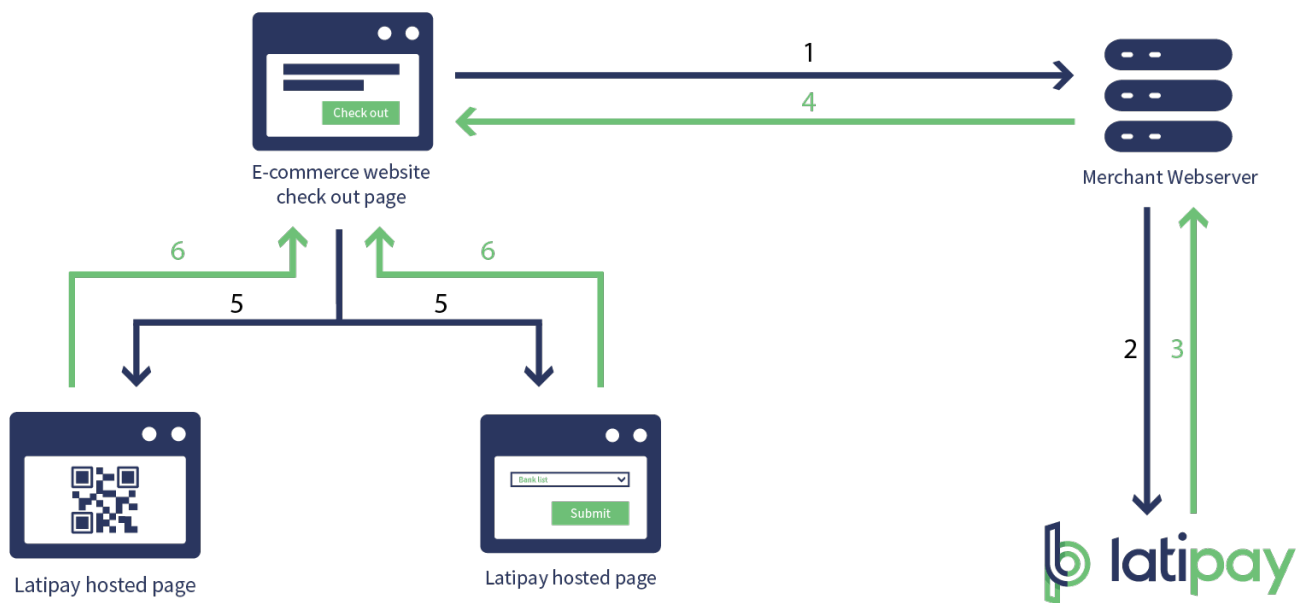 1
4
Check out
E-commerce website
check out page
Merchant Webserver
6
6
5
5
2
3
Bank list
Submit
Latipay hosted page
Latipay hosted page
latipay